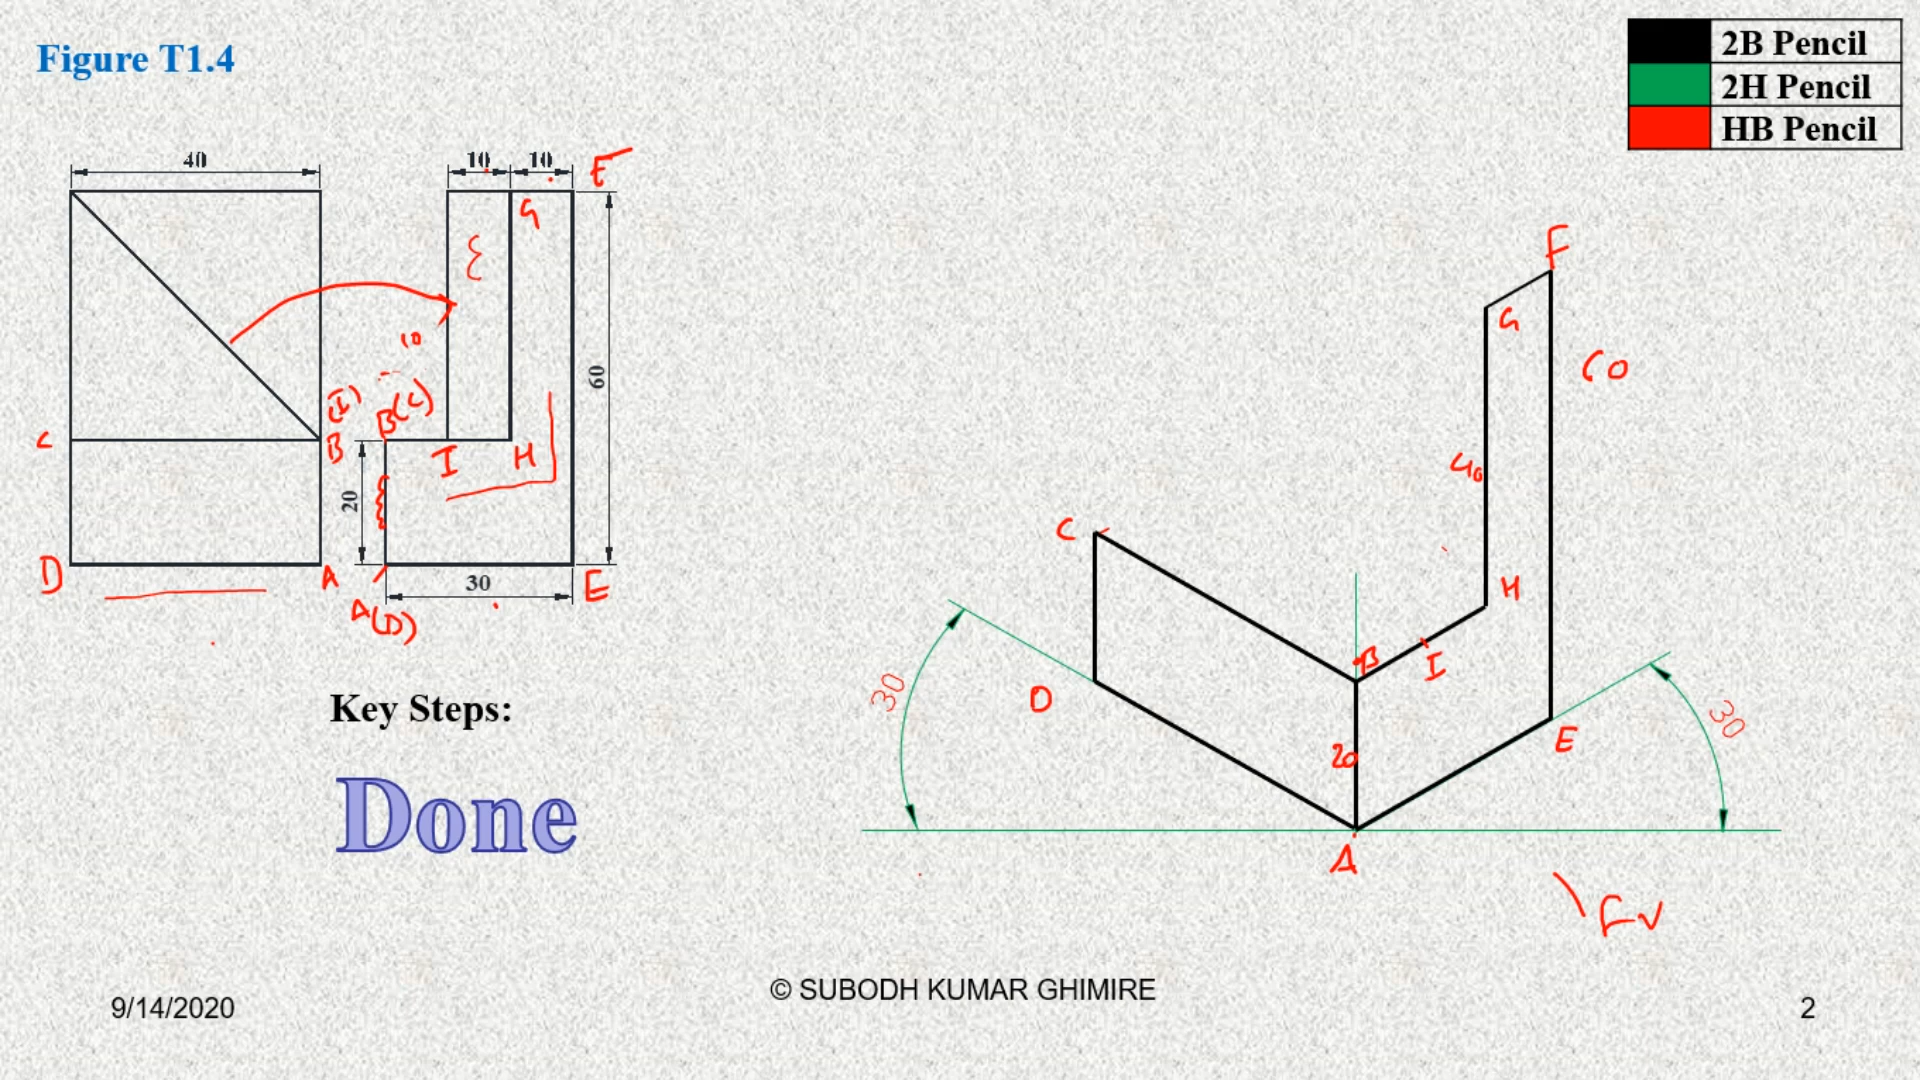 Figure T1.4
2B Pencil
2H Pencil
HB Pencil
40
10 10
F
G
10
60
(I)
B(C)
C
B
I
H
20
D
A
30
E
A(D)
Key Steps:
Done
F
G
60
40
C
H
B
I
D
30
30
20
E
A
FV
© SUBODH KUMAR GHIMIRE
9/14/2020
2